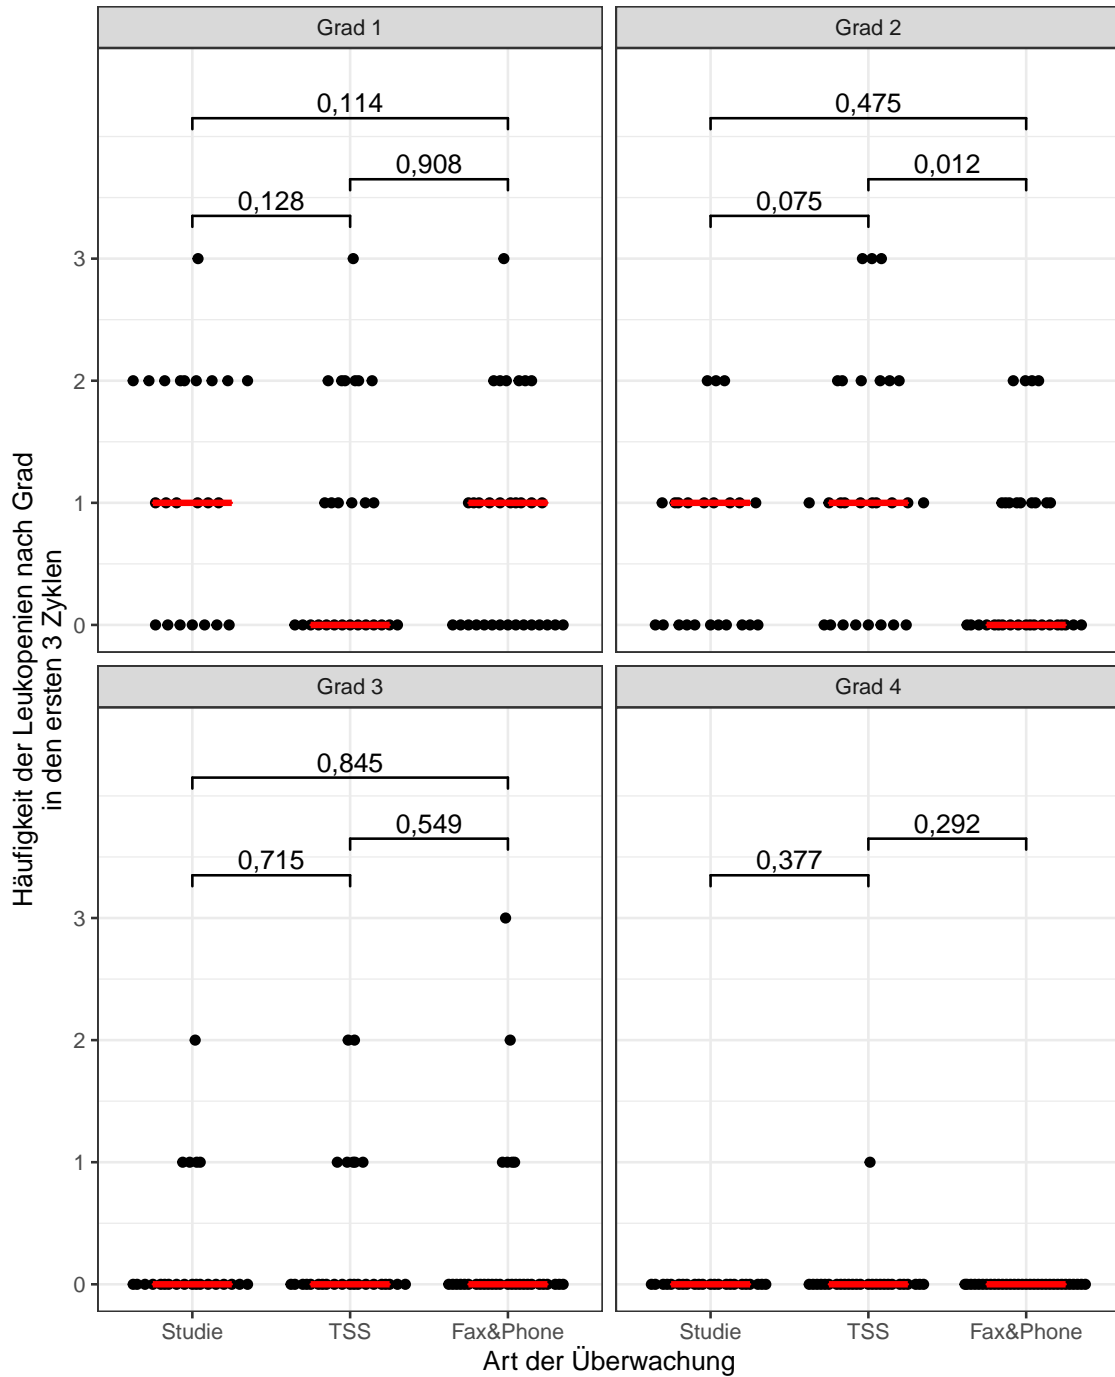 Grad 1
Grad 2
0,114
0,908
0,128
0,475
0,012
0,075
3
2
1
0
Häufigkeit der Leukopenien nach Grad
in den ersten 3 Zyklen
Grad 3
Grad 4
0,845
0,549
0,715
0,292
0,377
3
2
1
0
Studie
TSS
Fax&Phone
Studie
TSS
Fax&Phone
Art der Überwachung